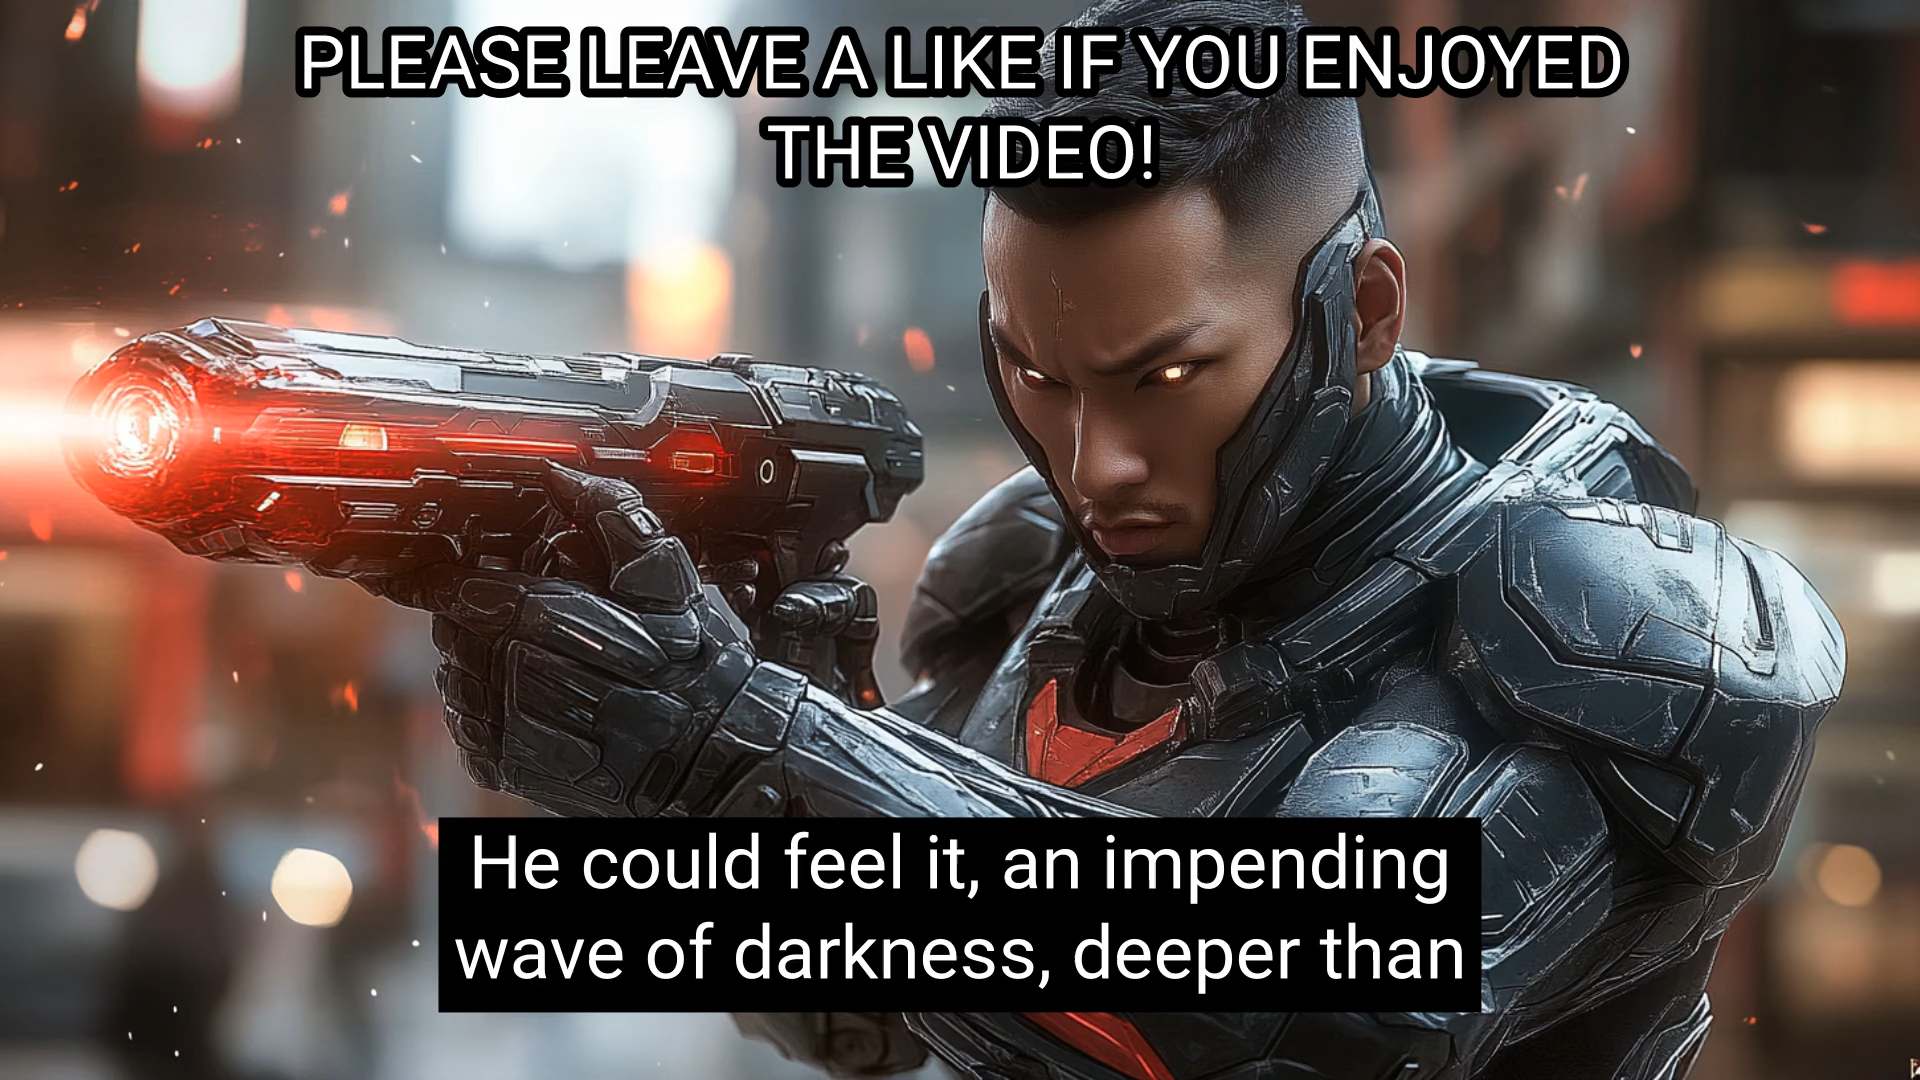 PLEASE LEAVE A LIKE IF YOU ENJOYED
THE VIDEO!
He could feel it, an impending
wave of darkness, deeper than